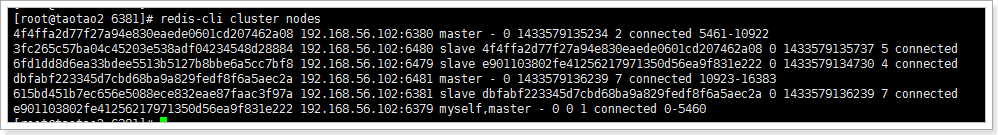 [root@taotao2 6381]# redis-cli cluster nodes
4f4ffa2d77f27a94e830eaede0601cd207462a08 192.168.56.102:6380 master - 0 1433579135234 2 connected 5461-10922
3fc265c57ba04c45203e538adf04234548d28884 192.168.56.102:6480 slave 4f4ffa2d77f27a94e830eaede0601cd207462a08 0 1433579135737 5 connected
6fd1dd8d6ea33bdee5513b5127b8bbe6a5cc7bf8 192.168.56.102:6479 slave e901103802fe41256217971350d56ea9f831e222 0 1433579134730 4 connected
dbfabf223345d7cbd68ba9a829fedf8f6a5aec2a 192.168.56.102:6481 master - 0 1433579136239 7 connected 10923-16383
615bd451b7ec656e5088ece832eae87faac3f97a 192.168.56.102:6381 slave dbfabf223345d7cbd68ba9a829fedf8f6a5aec2a 0 1433579136239 7 connected
e901103802fe41256217971350d56ea9f831e222 192.168.56.102:6379 myself,master - 0 0 1 connected 0-5460
[root@taotao2 6381]#